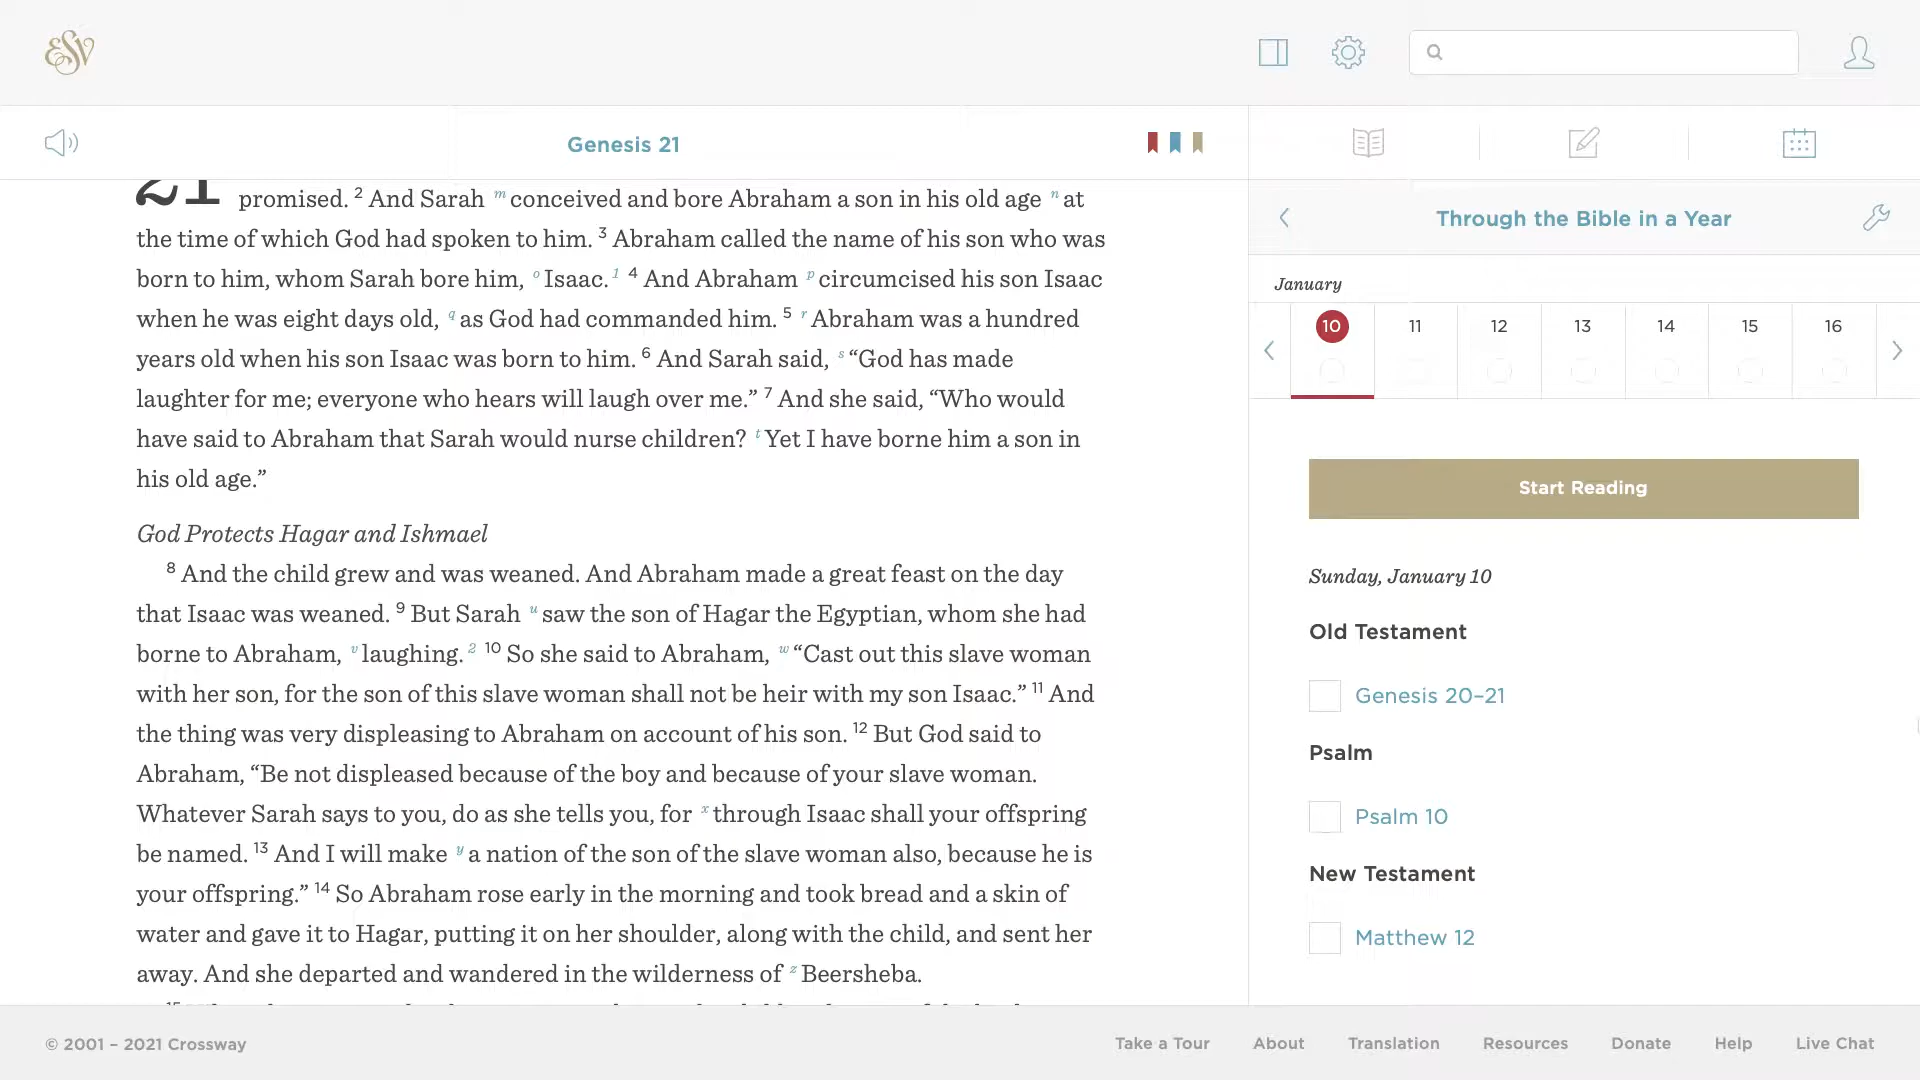 ESV
Genesis 21
21 promised. 2 And Sarah m conceived and bore Abraham a son in his old age n at
the time of which God had spoken to him. 3 Abraham called the name of his son who was
born to him, whom Sarah bore him, o Isaac. 1 4 And Abraham p circumcised his son Isaac
when he was eight days old, q as God had commanded him. 5 r Abraham was a hundred
years old when his son Isaac was born to him. 6 And Sarah said, s “God has made
laughter for me; everyone who hears will laugh over me.” 7 And she said, “Who would
have said to Abraham that Sarah would nurse children? t Yet I have borne him a son in
his old age.”
God Protects Hagar and Ishmael
8 And the child grew and was weaned. And Abraham made a great feast on the day
that Isaac was weaned. 9 But Sarah u saw the son of Hagar the Egyptian, whom she had
borne to Abraham, v laughing. 2 10 So she said to Abraham, w “Cast out this slave woman
with her son, for the son of this slave woman shall not be heir with my son Isaac.” 11 And
the thing was very displeasing to Abraham on account of his son. 12 But God said to
Abraham, “Be not displeased because of the boy and because of your slave woman.
Whatever Sarah says to you, do as she tells you, for x through Isaac shall your offspring
be named. 13 And I will make y a nation of the son of the slave woman also, because he is
your offspring.” 14 So Abraham rose early in the morning and took bread and a skin of
water and gave it to Hagar, putting it on her shoulder, along with the child, and sent her
away. And she departed and wandered in the wilderness of z Beersheba.
Through the Bible in a Year
January
10 11 12 13 14 15 16
Start Reading
Sunday, January 10
Old Testament
Genesis 20–21
Psalm
Psalm 10
New Testament
Matthew 12
© 2001 – 2021 Crossway
Take a Tour About Translation Resources Donate Help Live Chat